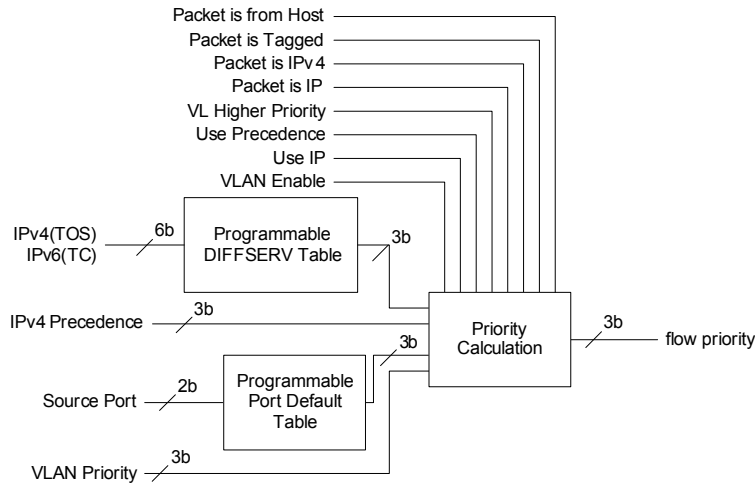 Packet is from Host
Packet is Tagged
Packet is IPv4
Packet is IP
VL Higher Priority
Use Precedence
Use IP
VLAN Enable
IPv4(TOS)
IPv6(TC)
6b
Programmable
DIFFSERV Table
3b
IPv4 Precedence
3b
Priority
Calculation
3b
flow priority
3b
Source Port
2b
Programmable
Port Default
Table
VLAN Priority
3b